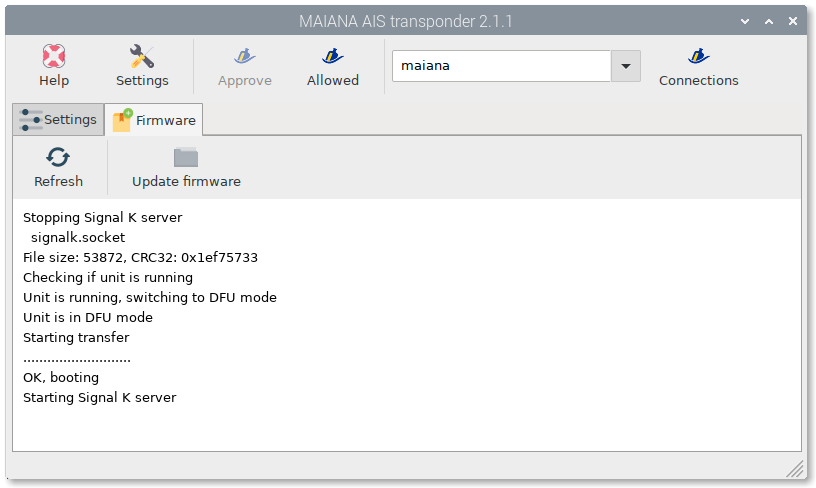 MAIANA AIS transponder 2.1.1
Help
Settings
Approve
Allowed
maiana
Connections
Settings
Firmware
Refresh
Update firmware
Stopping Signal K server
signalk.socket
File size: 53872, CRC32: 0x1ef75733
Checking if unit is running
Unit is running, switching to DFU mode
Unit is in DFU mode
Starting transfer
...........................
OK, booting
Starting Signal K server